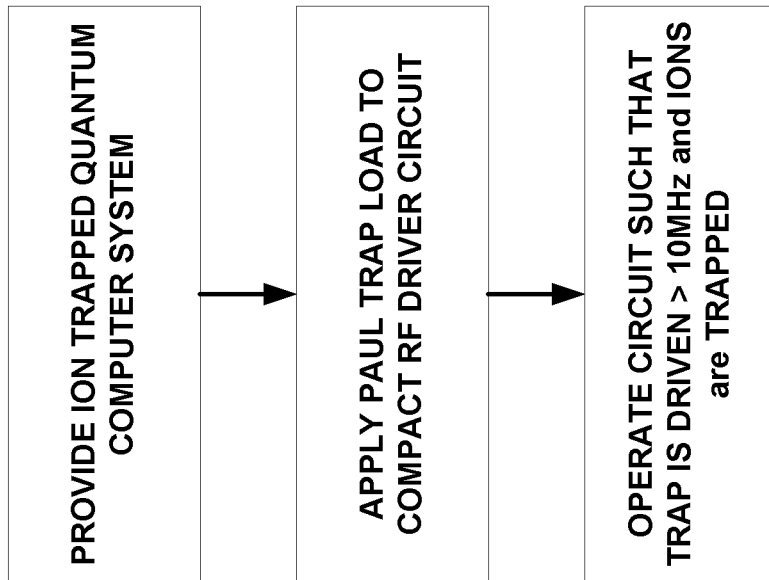 PROVIDE ION TRAPPED QUANTUM
COMPUTER SYSTEM
APPLY PAUL TRAP LOAD TO
COMPACT RF DRIVER CIRCUIT
OPERATE CIRCUIT SUCH THAT
TRAP IS DRIVEN > 10MHz and IONS
are TRAPPED